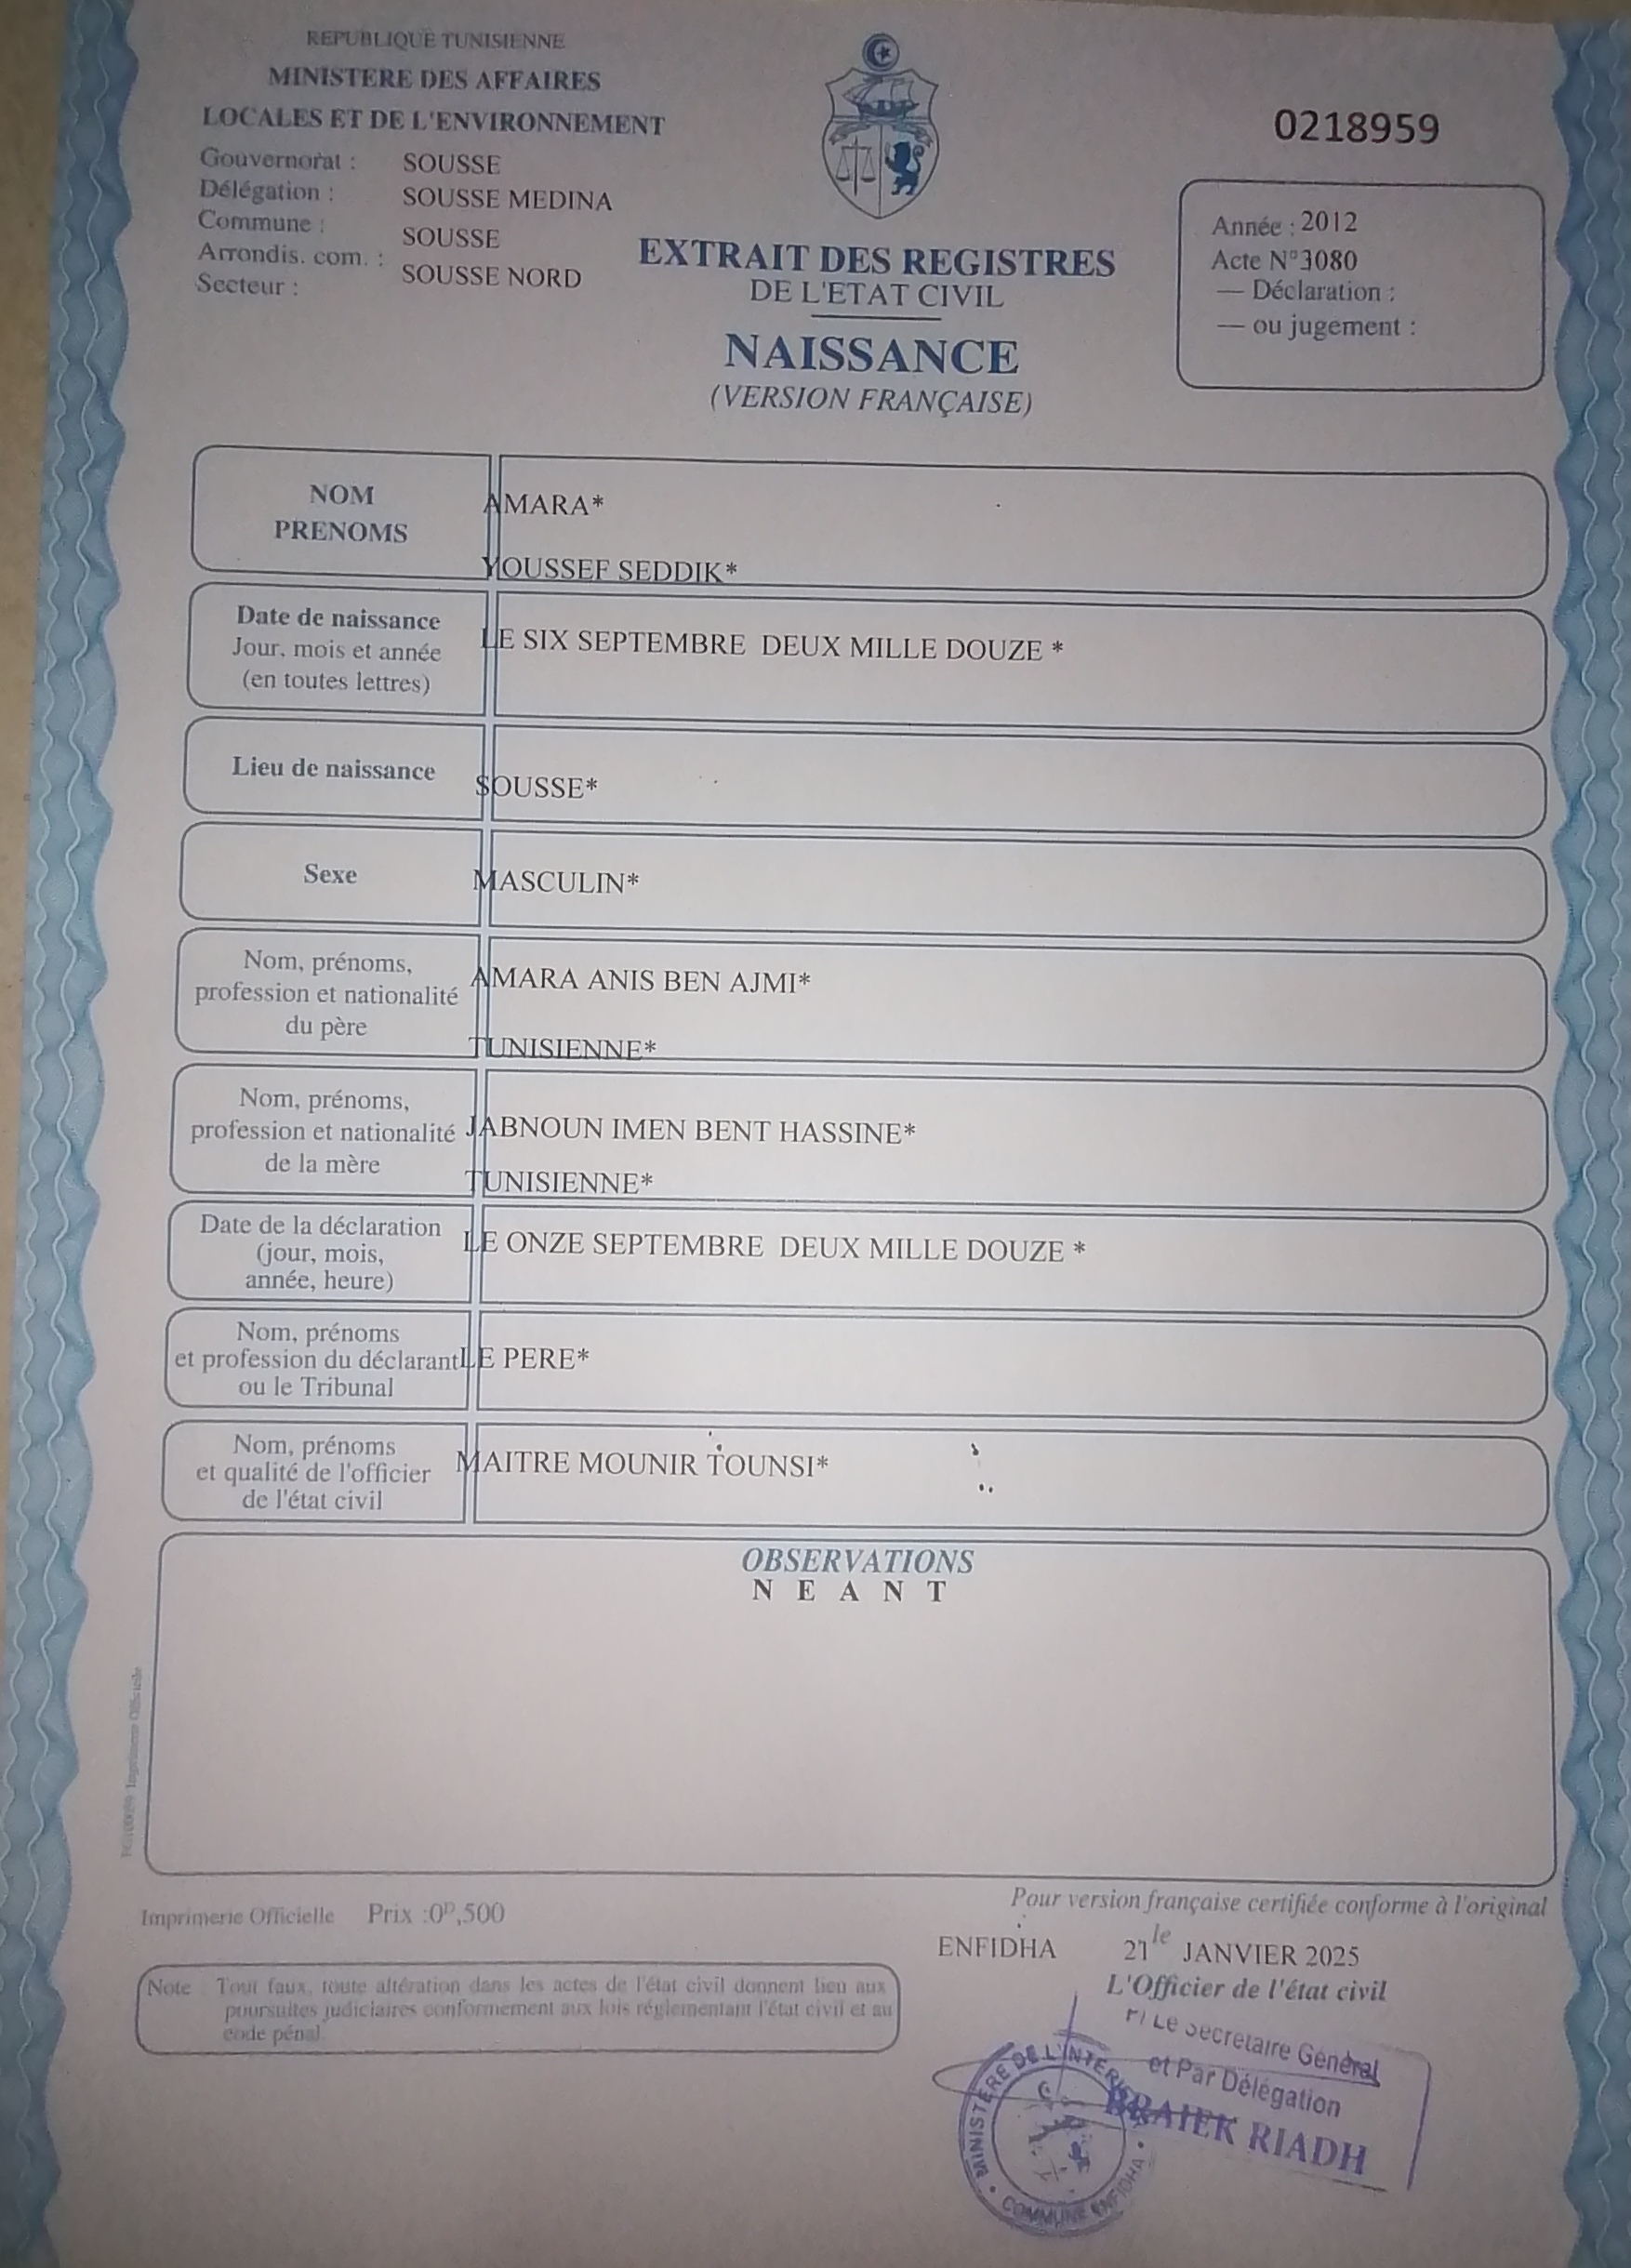 REPUBLIQUE TUNISIENNE
MINISTERE DES AFFAIRES
LOCALES ET DE L'ENVIRONNEMENT
Gouvernorat : SOUSSE
Délégation : SOUSSE MEDINA
Commune : SOUSSE
Arrondis. com. : SOUSSE NORD
Secteur :
EXTRAIT DES REGISTRES
DE L'ETAT CIVIL
NAISSANCE
(VERSION FRANÇAISE)
0218959
Année : 2012
Acte N° 3080
— Déclaration :
— ou jugement :
NOM
PRENOMS
AMARA*
YOUSSEF SEDDIK*
Date de naissance
Jour, mois et année
(en toutes lettres)
LE SIX SEPTEMBRE DEUX MILLE DOUZE *
Lieu de naissance
SOUSSE*
Sexe
MASCULIN*
Nom, prénoms,
profession et nationalité
du père
AMARA ANIS BEN AJMI*
TUNISIENNE*
Nom, prénoms,
profession et nationalité
de la mère
JABNOUN IMEN BENT HASSINE*
TUNISIENNE*
Date de la déclaration
(jour, mois,
année, heure)
LE ONZE SEPTEMBRE DEUX MILLE DOUZE *
Nom, prénoms
et profession du déclarant
ou le Tribunal
LE PERE*
Nom, prénoms
et qualité de l'officier
de l'état civil
MAITRE MOUNIR TOUNSI*
OBSERVATIONS
N E A N T
Imprimerie Officielle
Imprimerie Officielle Prix :0ᴰ,500
Note : Tout faux, toute altération dans les actes de l'état civil donnent lieu aux
poursuites judiciaires conformement aux lois réglementant l'état civil et au
code pénal.
Pour version française certifiée conforme à l'original
ENFIDHA le 21 JANVIER 2025
L'Officier de l'état civil
P/ Le Secretaire Général
et Par Délégation
BRAIEK RIADH
MINISTERE DE L'INTERIEUR
COMMUNE ENFIDHA